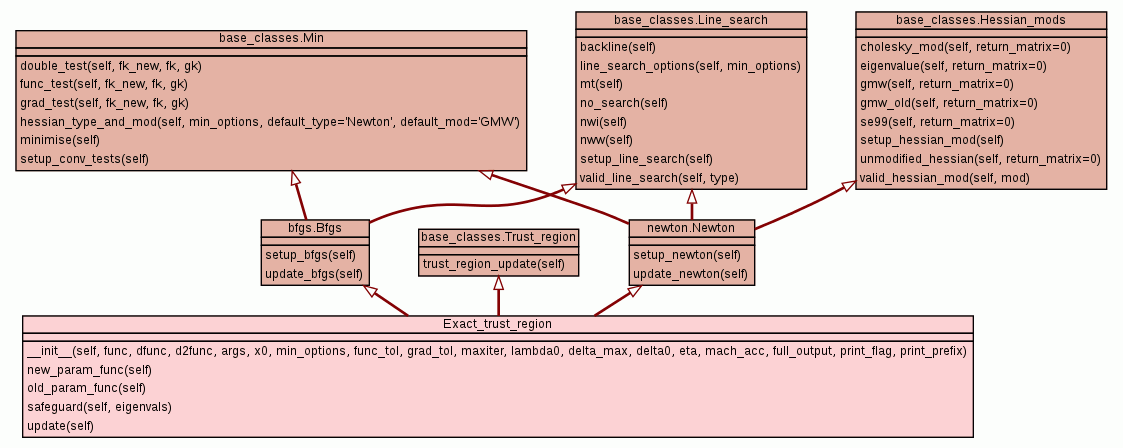 base_classes.Min
double_test(self, fk_new, fk, gk)
func_test(self, fk_new, fk, gk)
grad_test(self, fk_new, fk, gk)
hessian_type_and_mod(self, min_options, default_type='Newton', default_mod='GMW')
minimise(self)
setup_conv_tests(self)
base_classes.Line_search
backline(self)
line_search_options(self, min_options)
mt(self)
no_search(self)
nwi(self)
nww(self)
setup_line_search(self)
valid_line_search(self, type)
base_classes.Hessian_mods
cholesky_mod(self, return_matrix=0)
eigenvalue(self, return_matrix=0)
gmw(self, return_matrix=0)
gmw_old(self, return_matrix=0)
se99(self, return_matrix=0)
setup_hessian_mod(self)
unmodified_hessian(self, return_matrix=0)
valid_hessian_mod(self, mod)
bfgs.Bfgs
setup_bfgs(self)
update_bfgs(self)
base_classes.Trust_region
trust_region_update(self)
newton.Newton
setup_newton(self)
update_newton(self)
Exact_trust_region
__init__(self, func, dfunc, d2func, args, x0, min_options, func_tol, grad_tol, maxiter, lambda0, delta_max, delta0, eta, mach_acc, full_output, print_flag, print_prefix)
new_param_func(self)
old_param_func(self)
safeguard(self, eigenvals)
update(self)